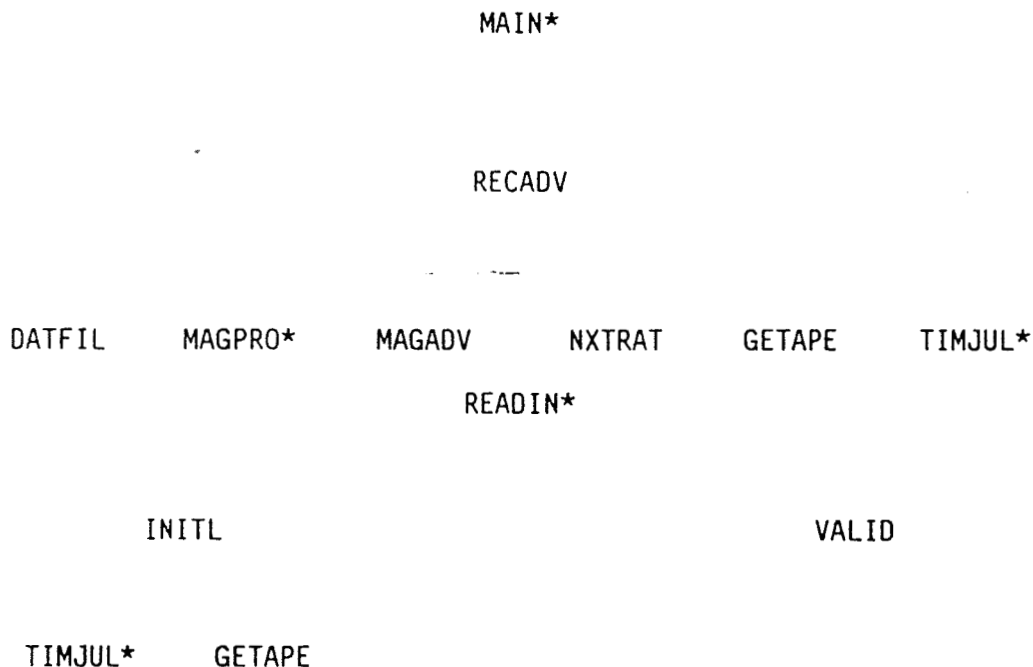 MAIN*
RECADV
DATFIL MAGPRO* MAGADV NXTRAT GETAPE TIMJUL*
READIN*
INITL VALID
TIMJUL* GETAPE